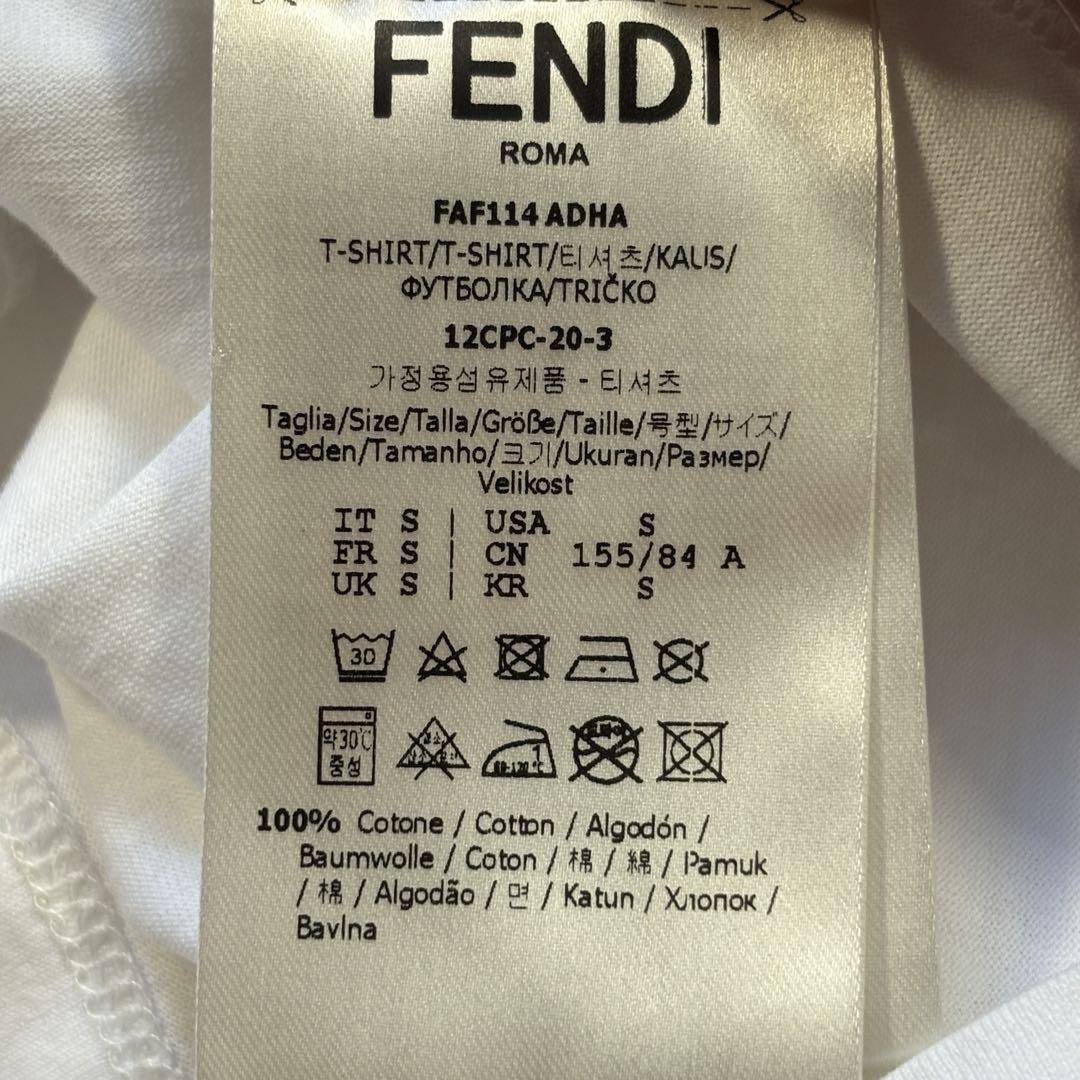 FENDI
ROMA
FAF114 ADHA
T-SHIRT/T-SHIRT/티셔츠/KAUS/
ФУТБОЛКА/TRIČKO
12CPC-20-3
가정용섬유제품 - 티셔츠
Taglia/Size/Talla/Größe/Taille/号型/サイズ/
Beden/Tamanho/크기/Ukuran/Размер/
Velikost
IT S | USA S
FR S | CN 155/84 A
UK S | KR S
30
약30℃ 1
중성
100% Cotone / Cotton / Algodón /
Baumwolle / Coton / 棉 / 綿 / Pamuk
/ 棉 / Algodão / 면 / Katun / Хлопок /
Bavlna